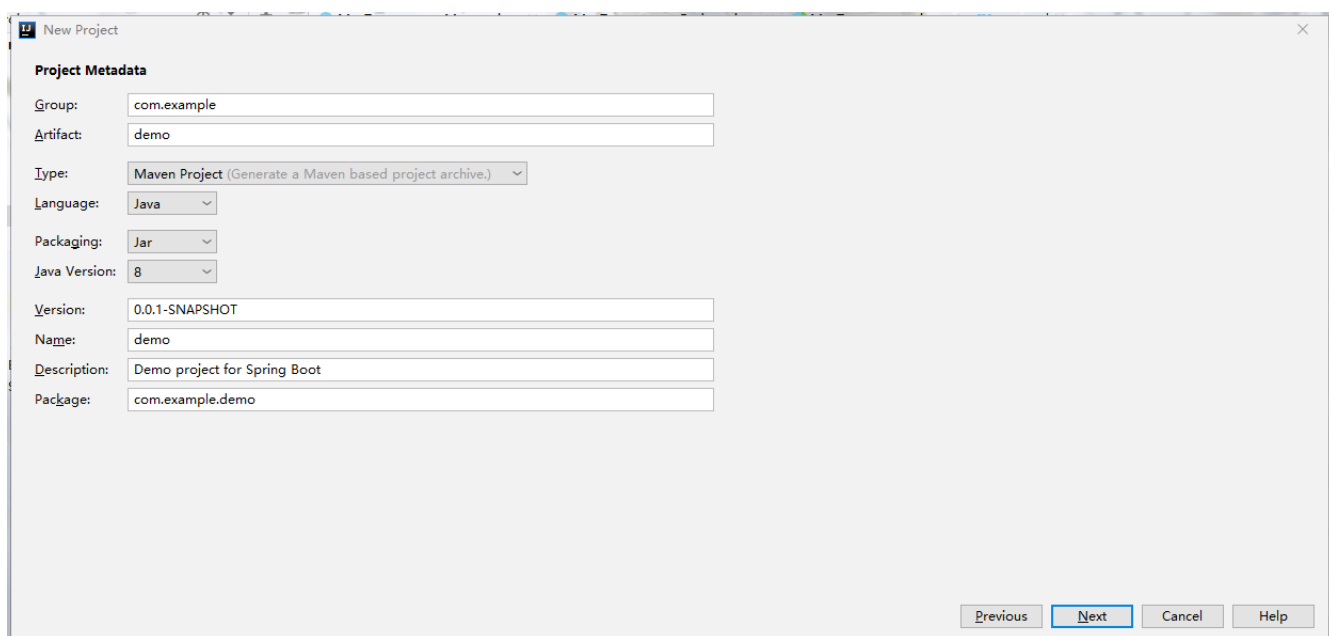 New Project
Project Metadata
Group: com.example
Artifact: demo
Type: Maven Project (Generate a Maven based project archive.)
Language: Java
Packaging: Jar
Java Version: 8
Version: 0.0.1-SNAPSHOT
Name: demo
Description: Demo project for Spring Boot
Package: com.example.demo
Previous Next Cancel Help